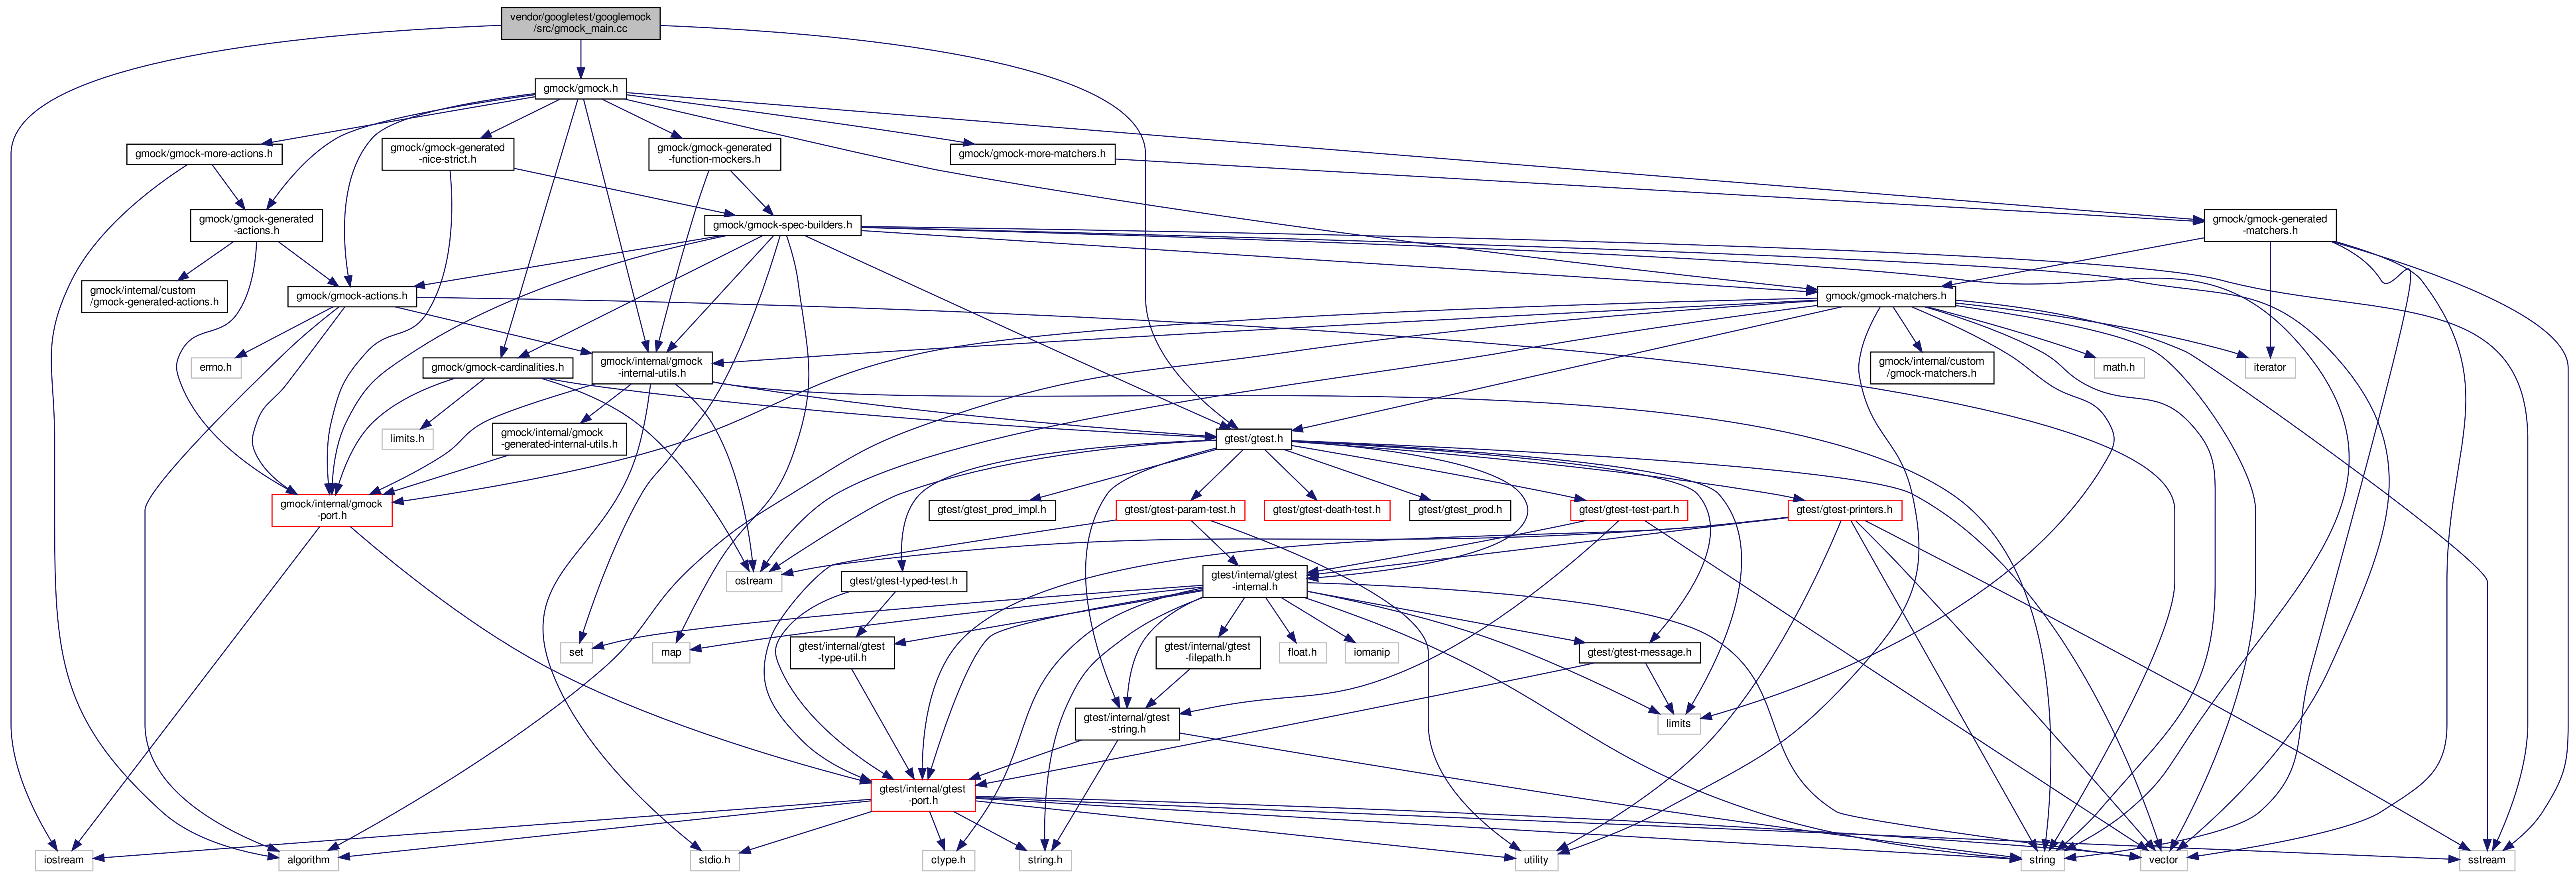 vendor/googletest/googlemock
/src/gmock_main.cc
gmock/gmock.h
gmock/gmock-more-actions.h
gmock/gmock-generated
-nice-strict.h
gmock/gmock-generated
-function-mockers.h
gmock/gmock-more-matchers.h
gmock/gmock-generated
-actions.h
gmock/gmock-spec-builders.h
gmock/gmock-generated
-matchers.h
gmock/internal/custom
/gmock-generated-actions.h
gmock/gmock-actions.h
gmock/gmock-matchers.h
errno.h
gmock/gmock-cardinalities.h
gmock/internal/gmock
-internal-utils.h
gmock/internal/custom
/gmock-matchers.h
math.h
iterator
limits.h
gmock/internal/gmock
-generated-internal-utils.h
gtest/gtest.h
gmock/internal/gmock
-port.h
gtest/gtest_pred_impl.h
gtest/gtest-param-test.h
gtest/gtest-death-test.h
gtest/gtest_prod.h
gtest/gtest-test-part.h
gtest/gtest-printers.h
ostream
gtest/gtest-typed-test.h
gtest/internal/gtest
-internal.h
set
map
gtest/internal/gtest
-type-util.h
gtest/internal/gtest
-filepath.h
float.h
iomanip
gtest/gtest-message.h
gtest/internal/gtest
-string.h
limits
gtest/internal/gtest
-port.h
iostream
algorithm
stdio.h
ctype.h
string.h
utility
string
vector
sstream